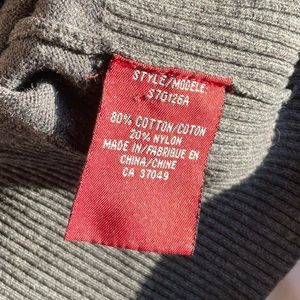 STYLE/MODELE:
S7G126A
80% COTTON/COTON
20% NYLON
MADE IN/FABRIQUE EN
CHINA/CHINE
CA 37049